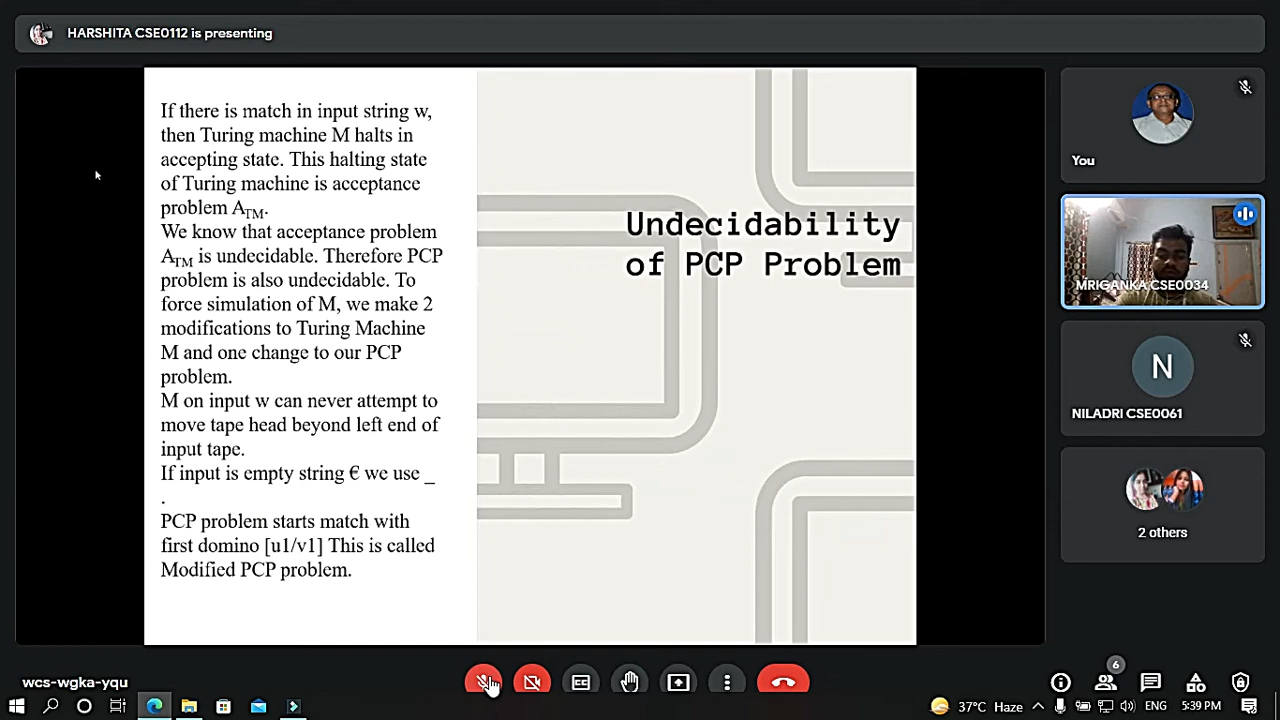 HARSHITA CSE0112 is presenting
If there is match in input string w,
then Turing machine M halts in
accepting state. This halting state
of Turing machine is acceptance
problem ATM.
We know that acceptance problem
ATM is undecidable. Therefore PCP
problem is also undecidable. To
force simulation of M, we make 2
modifications to Turing Machine
M and one change to our PCP
problem.
M on input w can never attempt to
move tape head beyond left end of
input tape.
If input is empty string € we use _
.
PCP problem starts match with
first domino [u1/v1] This is called
Modified PCP problem.
Undecidability
of PCP Problem
You
MRIGANKA CSE0034
N
NILADRI CSE0061
2 others
wcs-wgka-yqu
CC
6
37°C Haze
ENG
5:39 PM